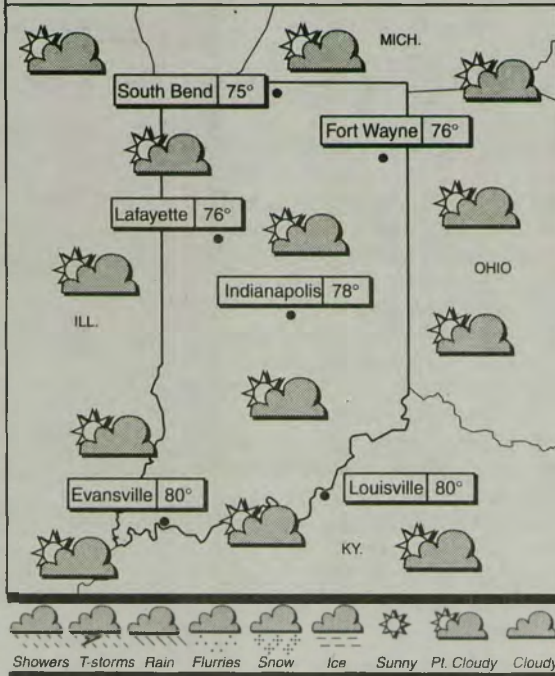 MICH.
South Bend 75°
Fort Wayne 76°
Lafayette 76°
OHIO
Indianapolis 78°
ILL.
Evansville 80°
Louisville 80°
KY.
Showers T-storms Rain Flurries Snow Ice Sunny Pt. Cloudy Cloudy